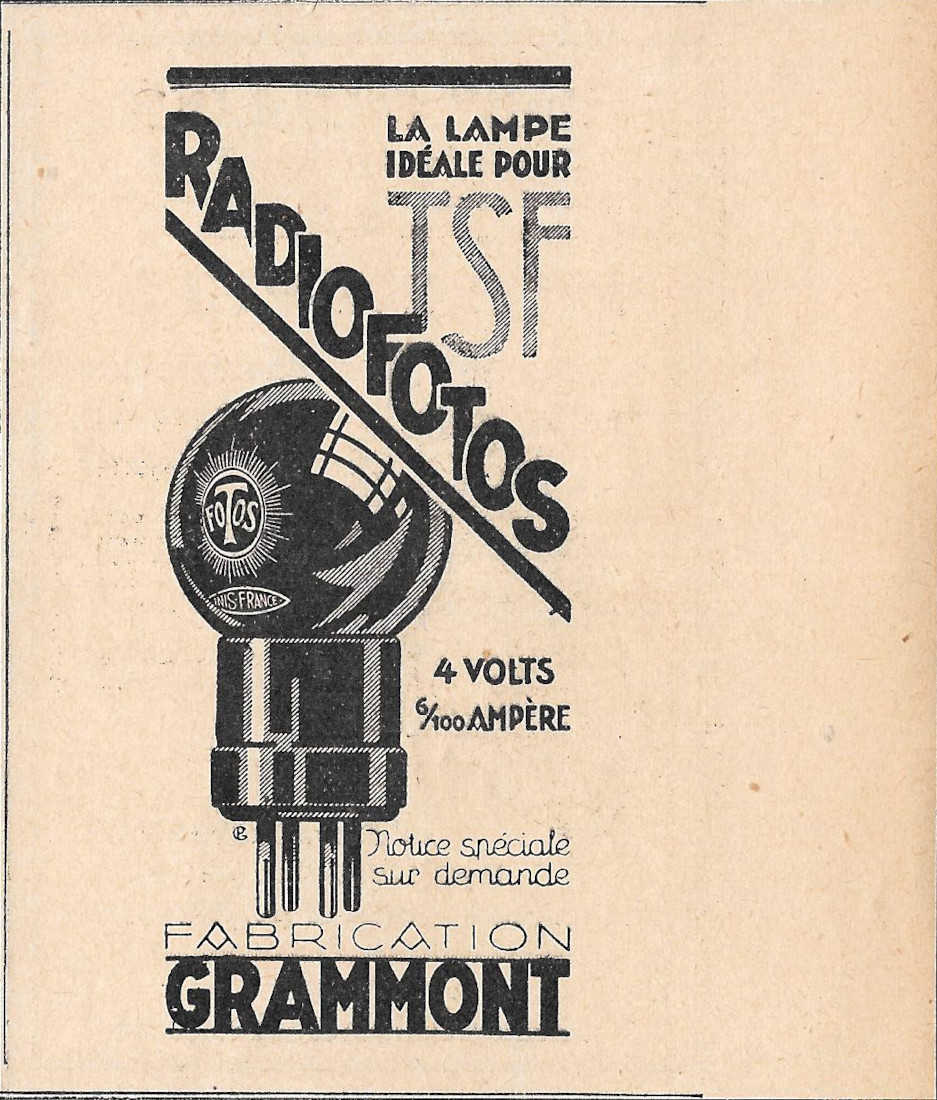 LA LAMPE
IDÉALE POUR
TSF
RADIOFOTOS
FOTOS
UNIS-FRANCE
4 VOLTS
6/100 AMPÈRE
Notice spéciale
sur demande
FABRICATION
GRAMMONT